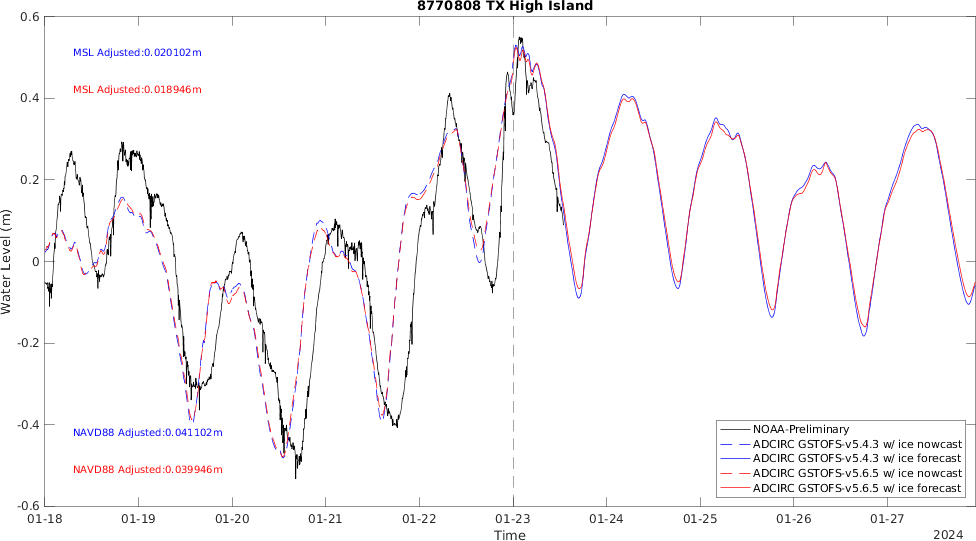 8770808 TX High Island
0.6
0.4
0.2
0
-0.2
-0.4
-0.6
Water Level (m)
MSL Adjusted:0.020102m
MSL Adjusted:0.018946m
NAVD88 Adjusted:0.041102m
NAVD88 Adjusted:0.039946m
NOAA-Preliminary
ADCIRC GSTOFS-v5.4.3 w/ ice nowcast
ADCIRC GSTOFS-v5.4.3 w/ ice forecast
ADCIRC GSTOFS-v5.6.5 w/ ice nowcast
ADCIRC GSTOFS-v5.6.5 w/ ice forecast
01-18 01-19 01-20 01-21 01-22 01-23 01-24 01-25 01-26 01-27
Time
2024